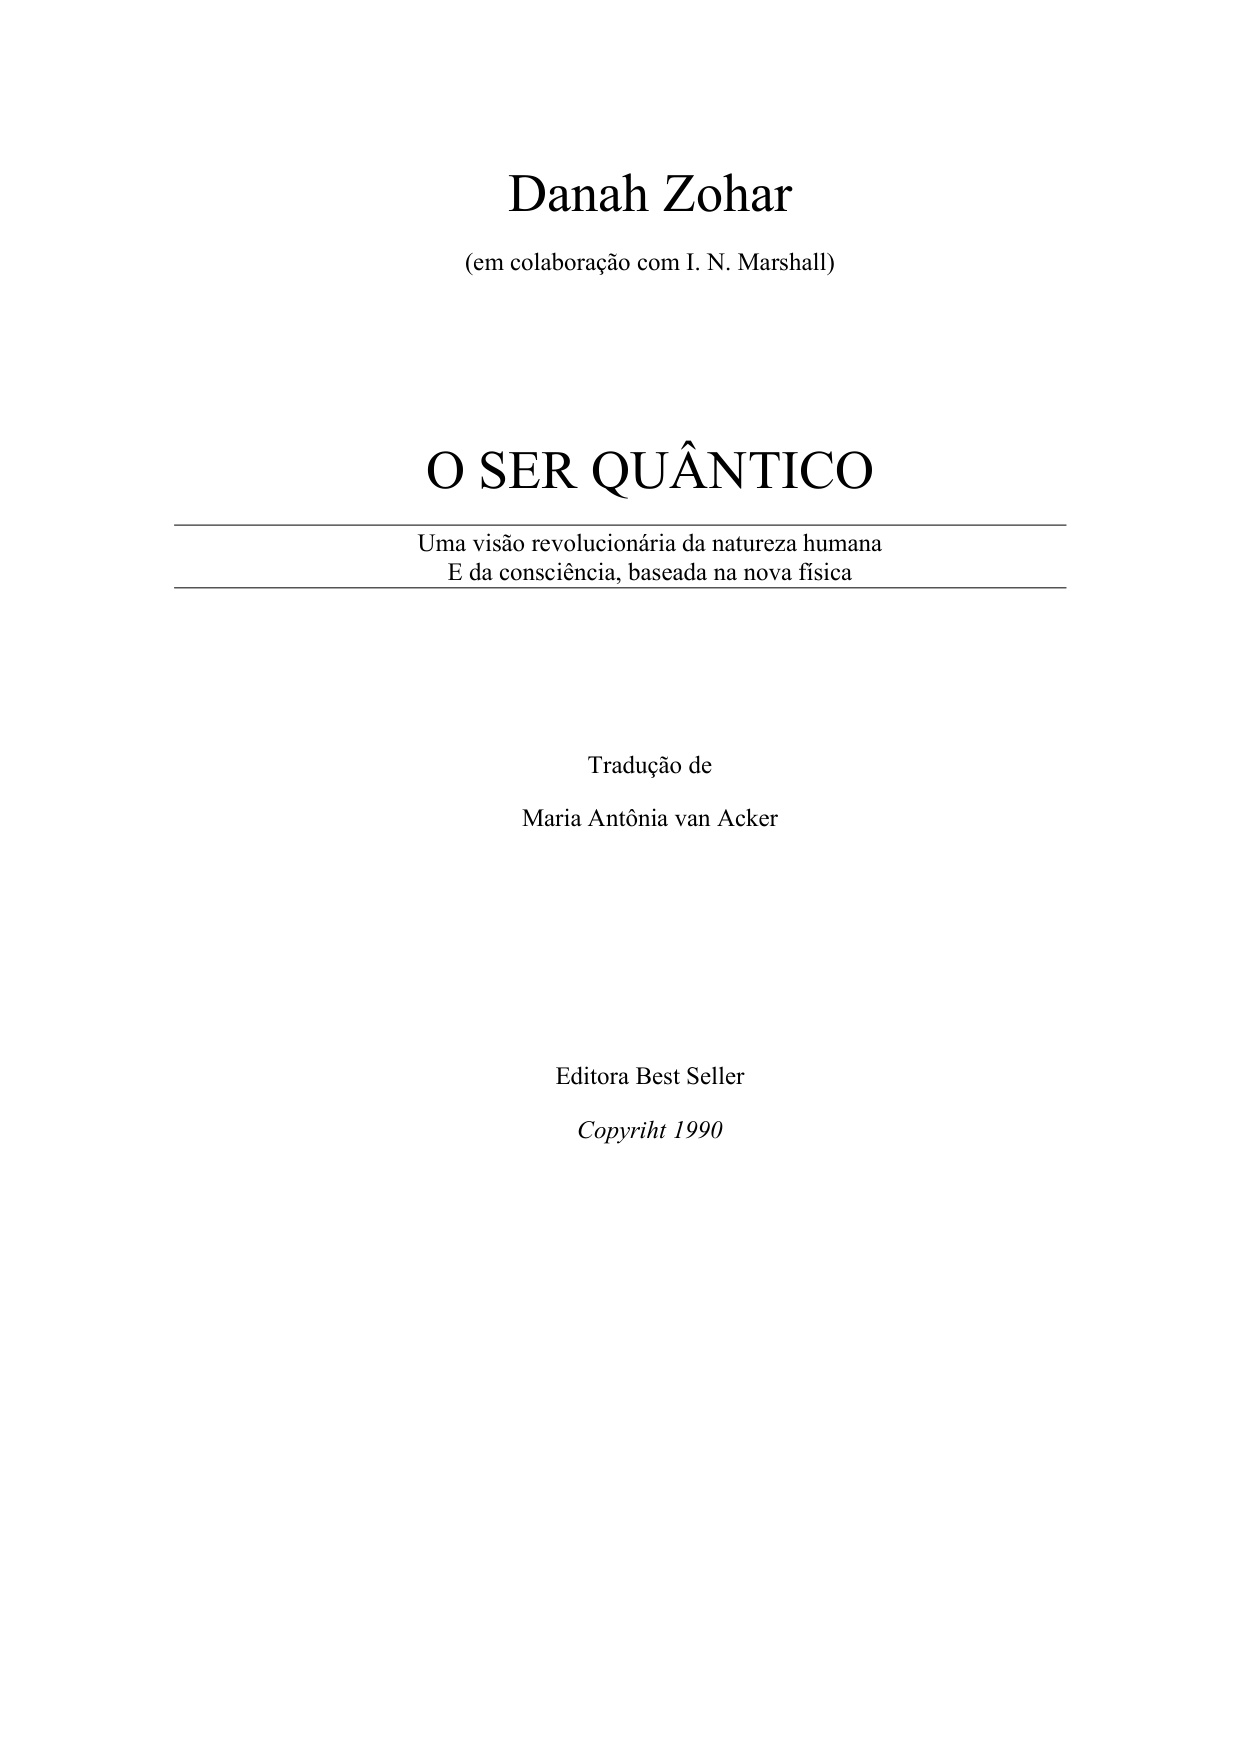 Danah Zohar
(em colaboração com I. N. Marshall)
O SER QUÂNTICO
Uma visão revolucionária da natureza humana
E da consciência, baseada na nova física
Tradução de
Maria Antônia van Acker
Editora Best Seller
Copyriht 1990